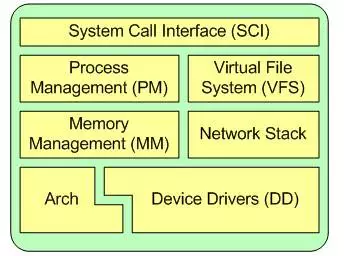 System Call Interface (SCI)
Process
Management (PM)
Virtual File
System (VFS)
Memory
Management (MM)
Network Stack
Arch
Device Drivers (DD)